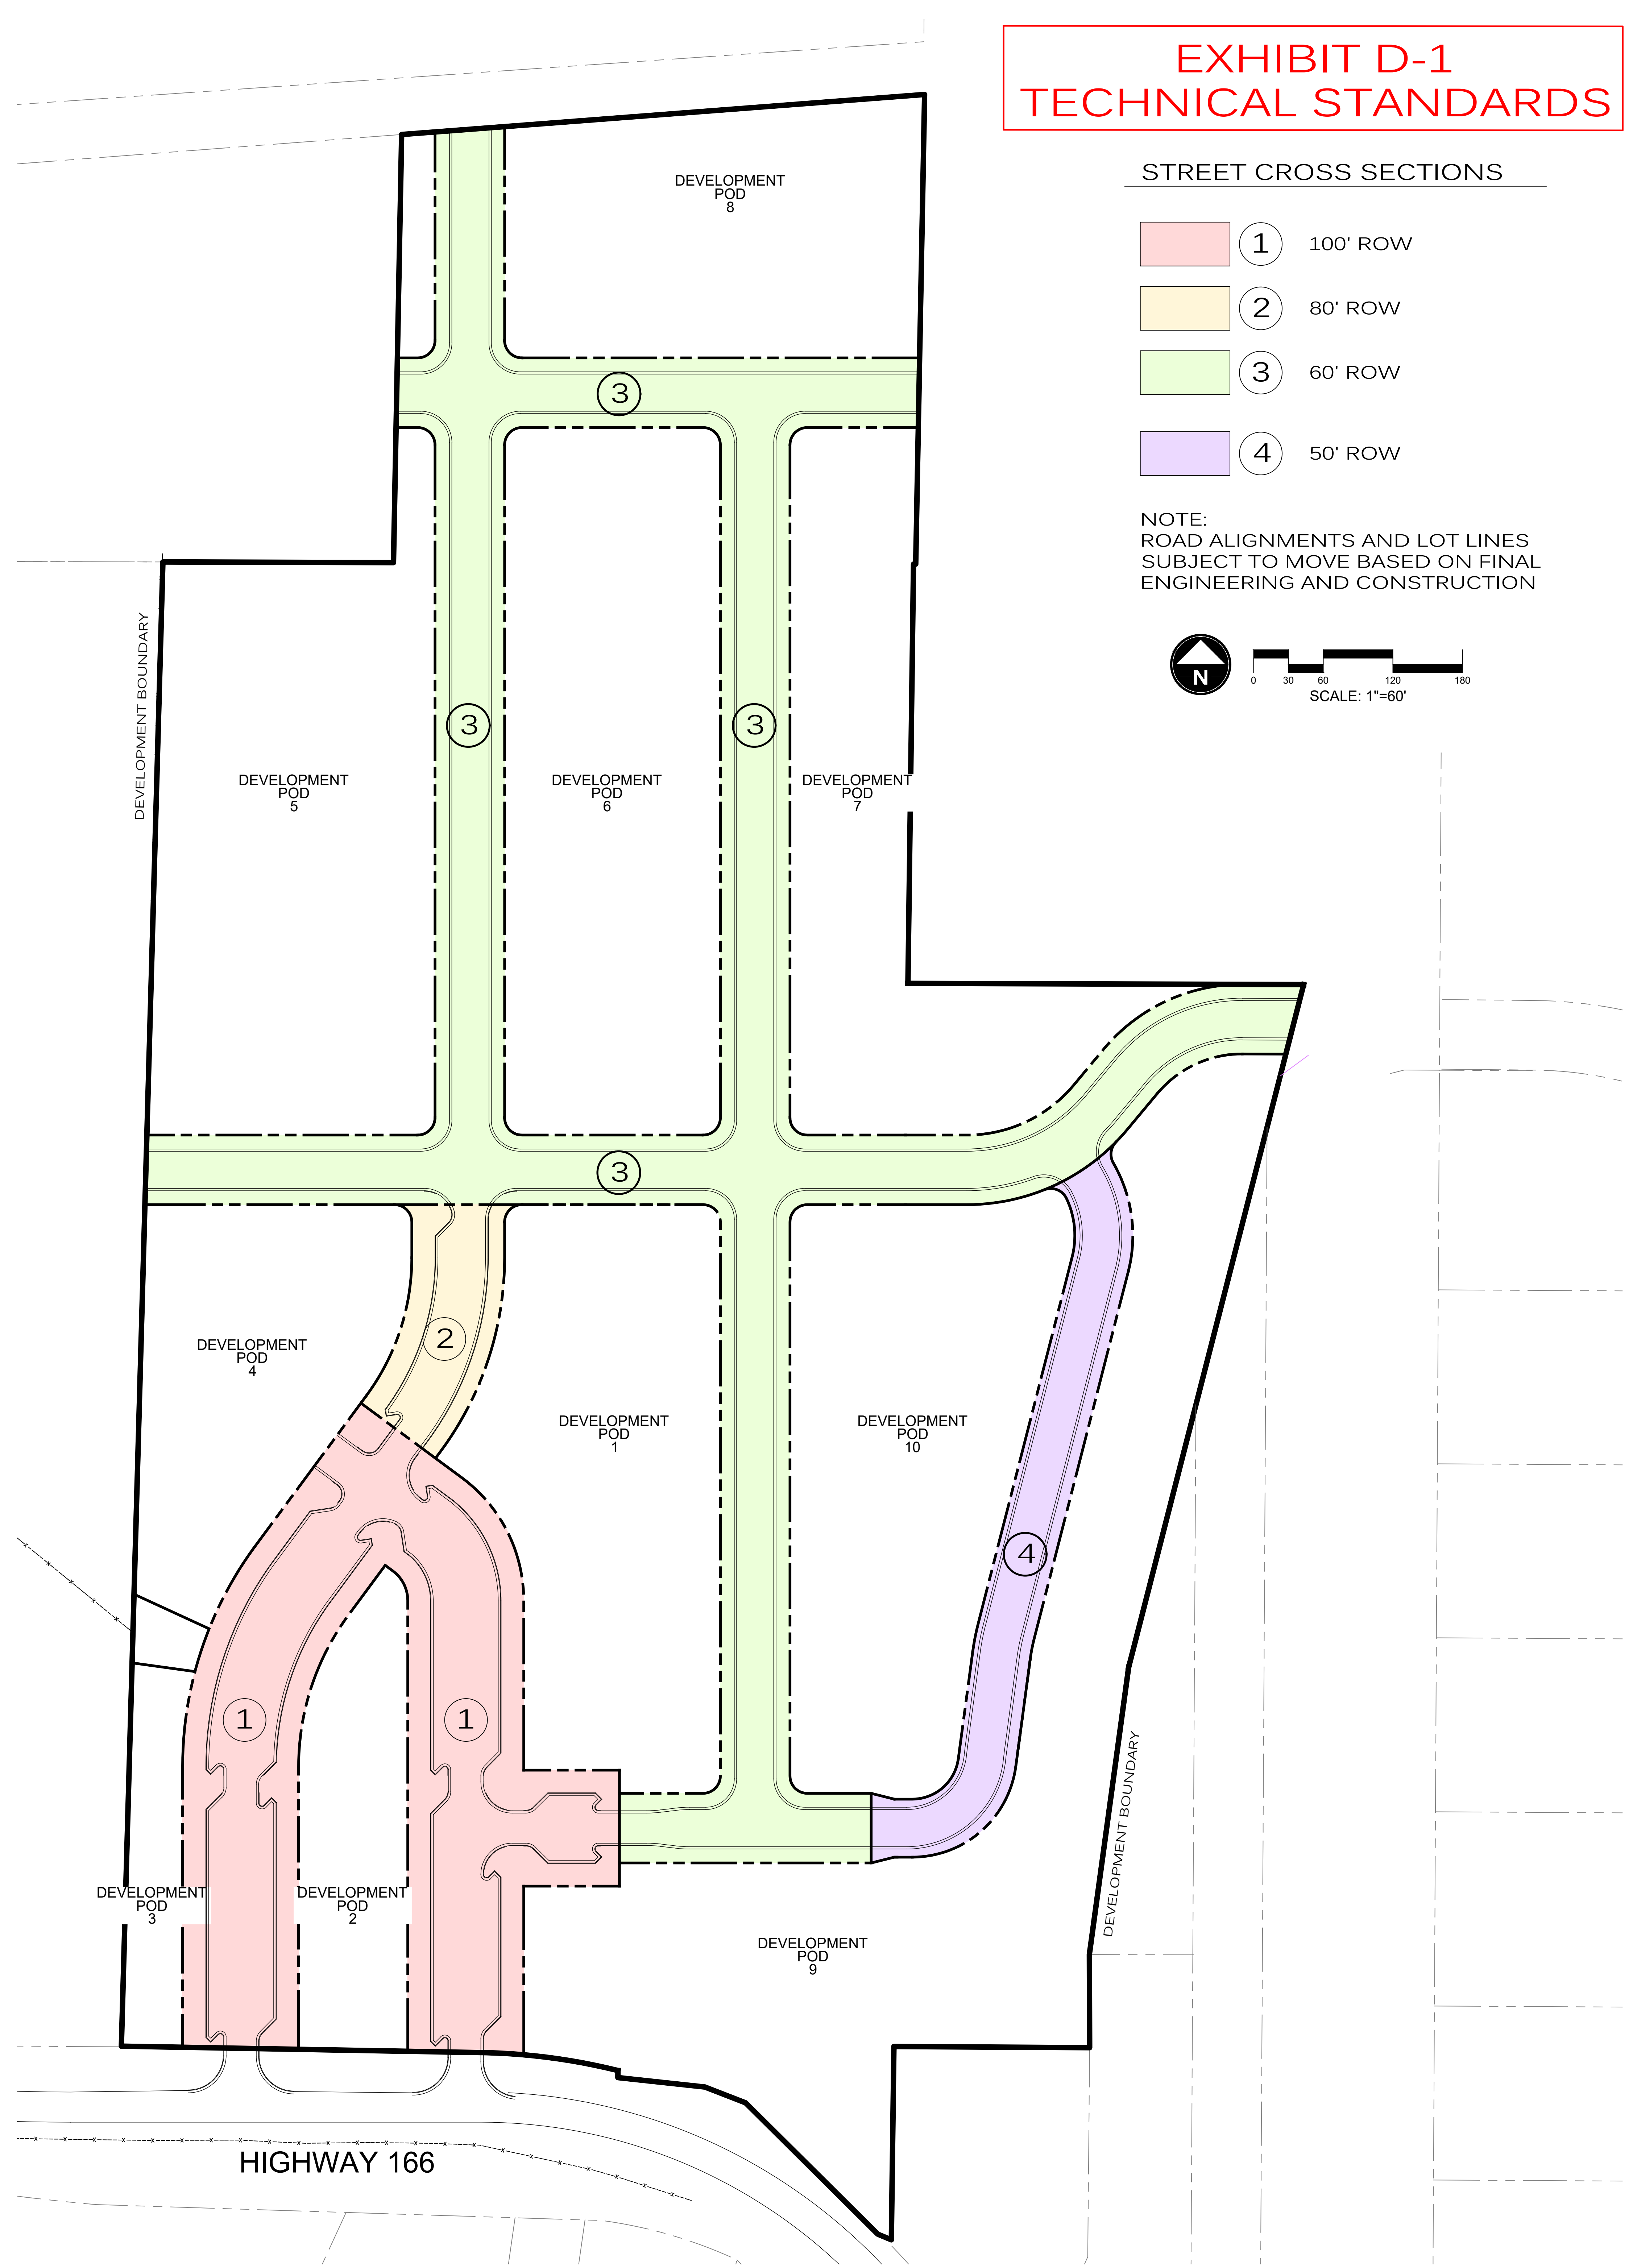 EXHIBIT D-1
TECHNICAL STANDARDS
STREET CROSS SECTIONS
1 100' ROW
2 80' ROW
3 60' ROW
4 50' ROW
NOTE:
ROAD ALIGNMENTS AND LOT LINES
SUBJECT TO MOVE BASED ON FINAL
ENGINEERING AND CONSTRUCTION
N
0 30 60 120 180
SCALE: 1"=60'
DEVELOPMENT
POD
8
3
DEVELOPMENT BOUNDARY
3
3
DEVELOPMENT
POD
5
DEVELOPMENT
POD
6
DEVELOPMENT
POD
7
3
2
DEVELOPMENT
POD
4
DEVELOPMENT
POD
1
DEVELOPMENT
POD
10
4
1
1
DEVELOPMENT BOUNDARY
DEVELOPMENT
POD
3
DEVELOPMENT
POD
2
DEVELOPMENT
POD
9
HIGHWAY 166